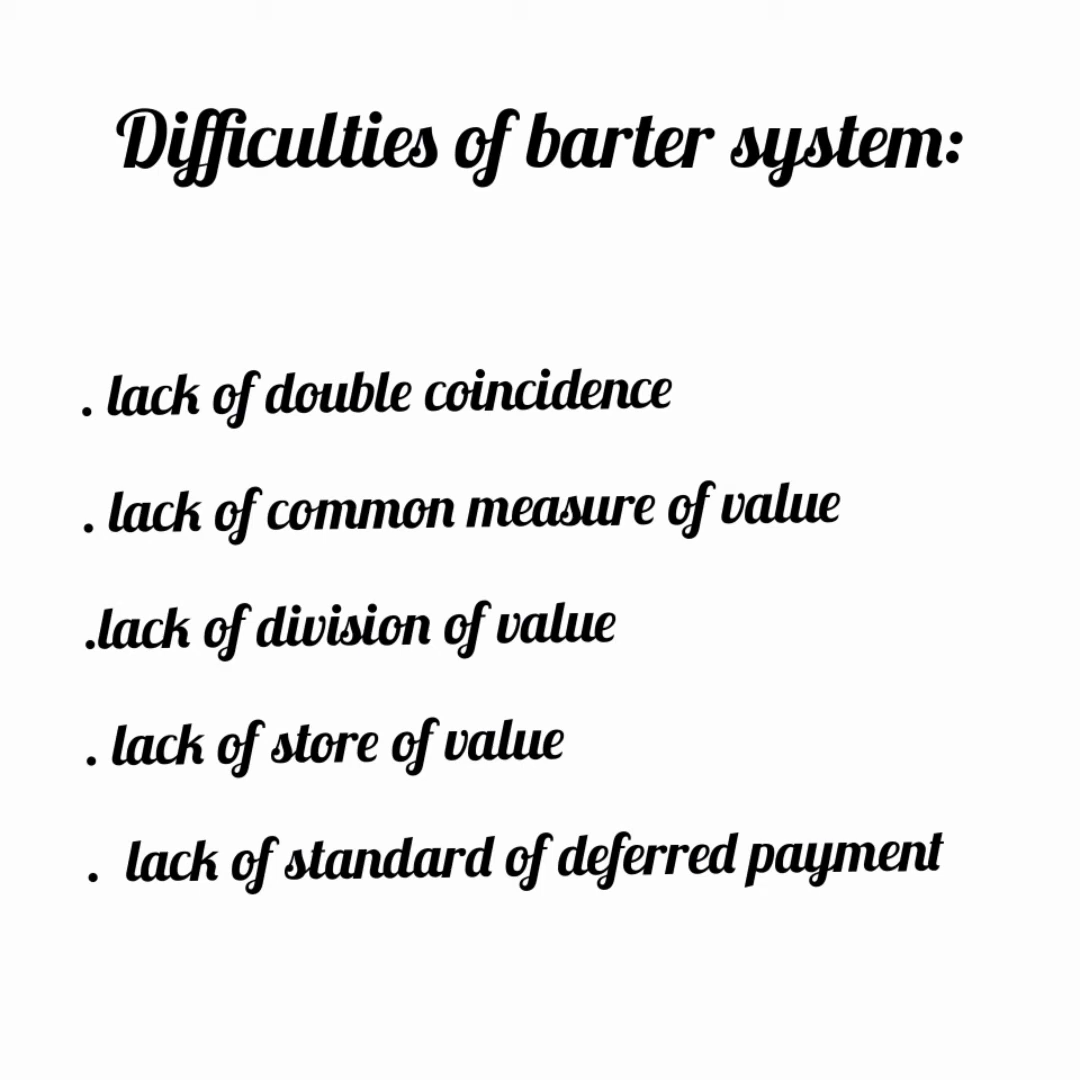 Difficulties of barter system:
. lack of double coincidence
. lack of common measure of value
.lack of division of value
. lack of store of value
. lack of standard of deferred payment